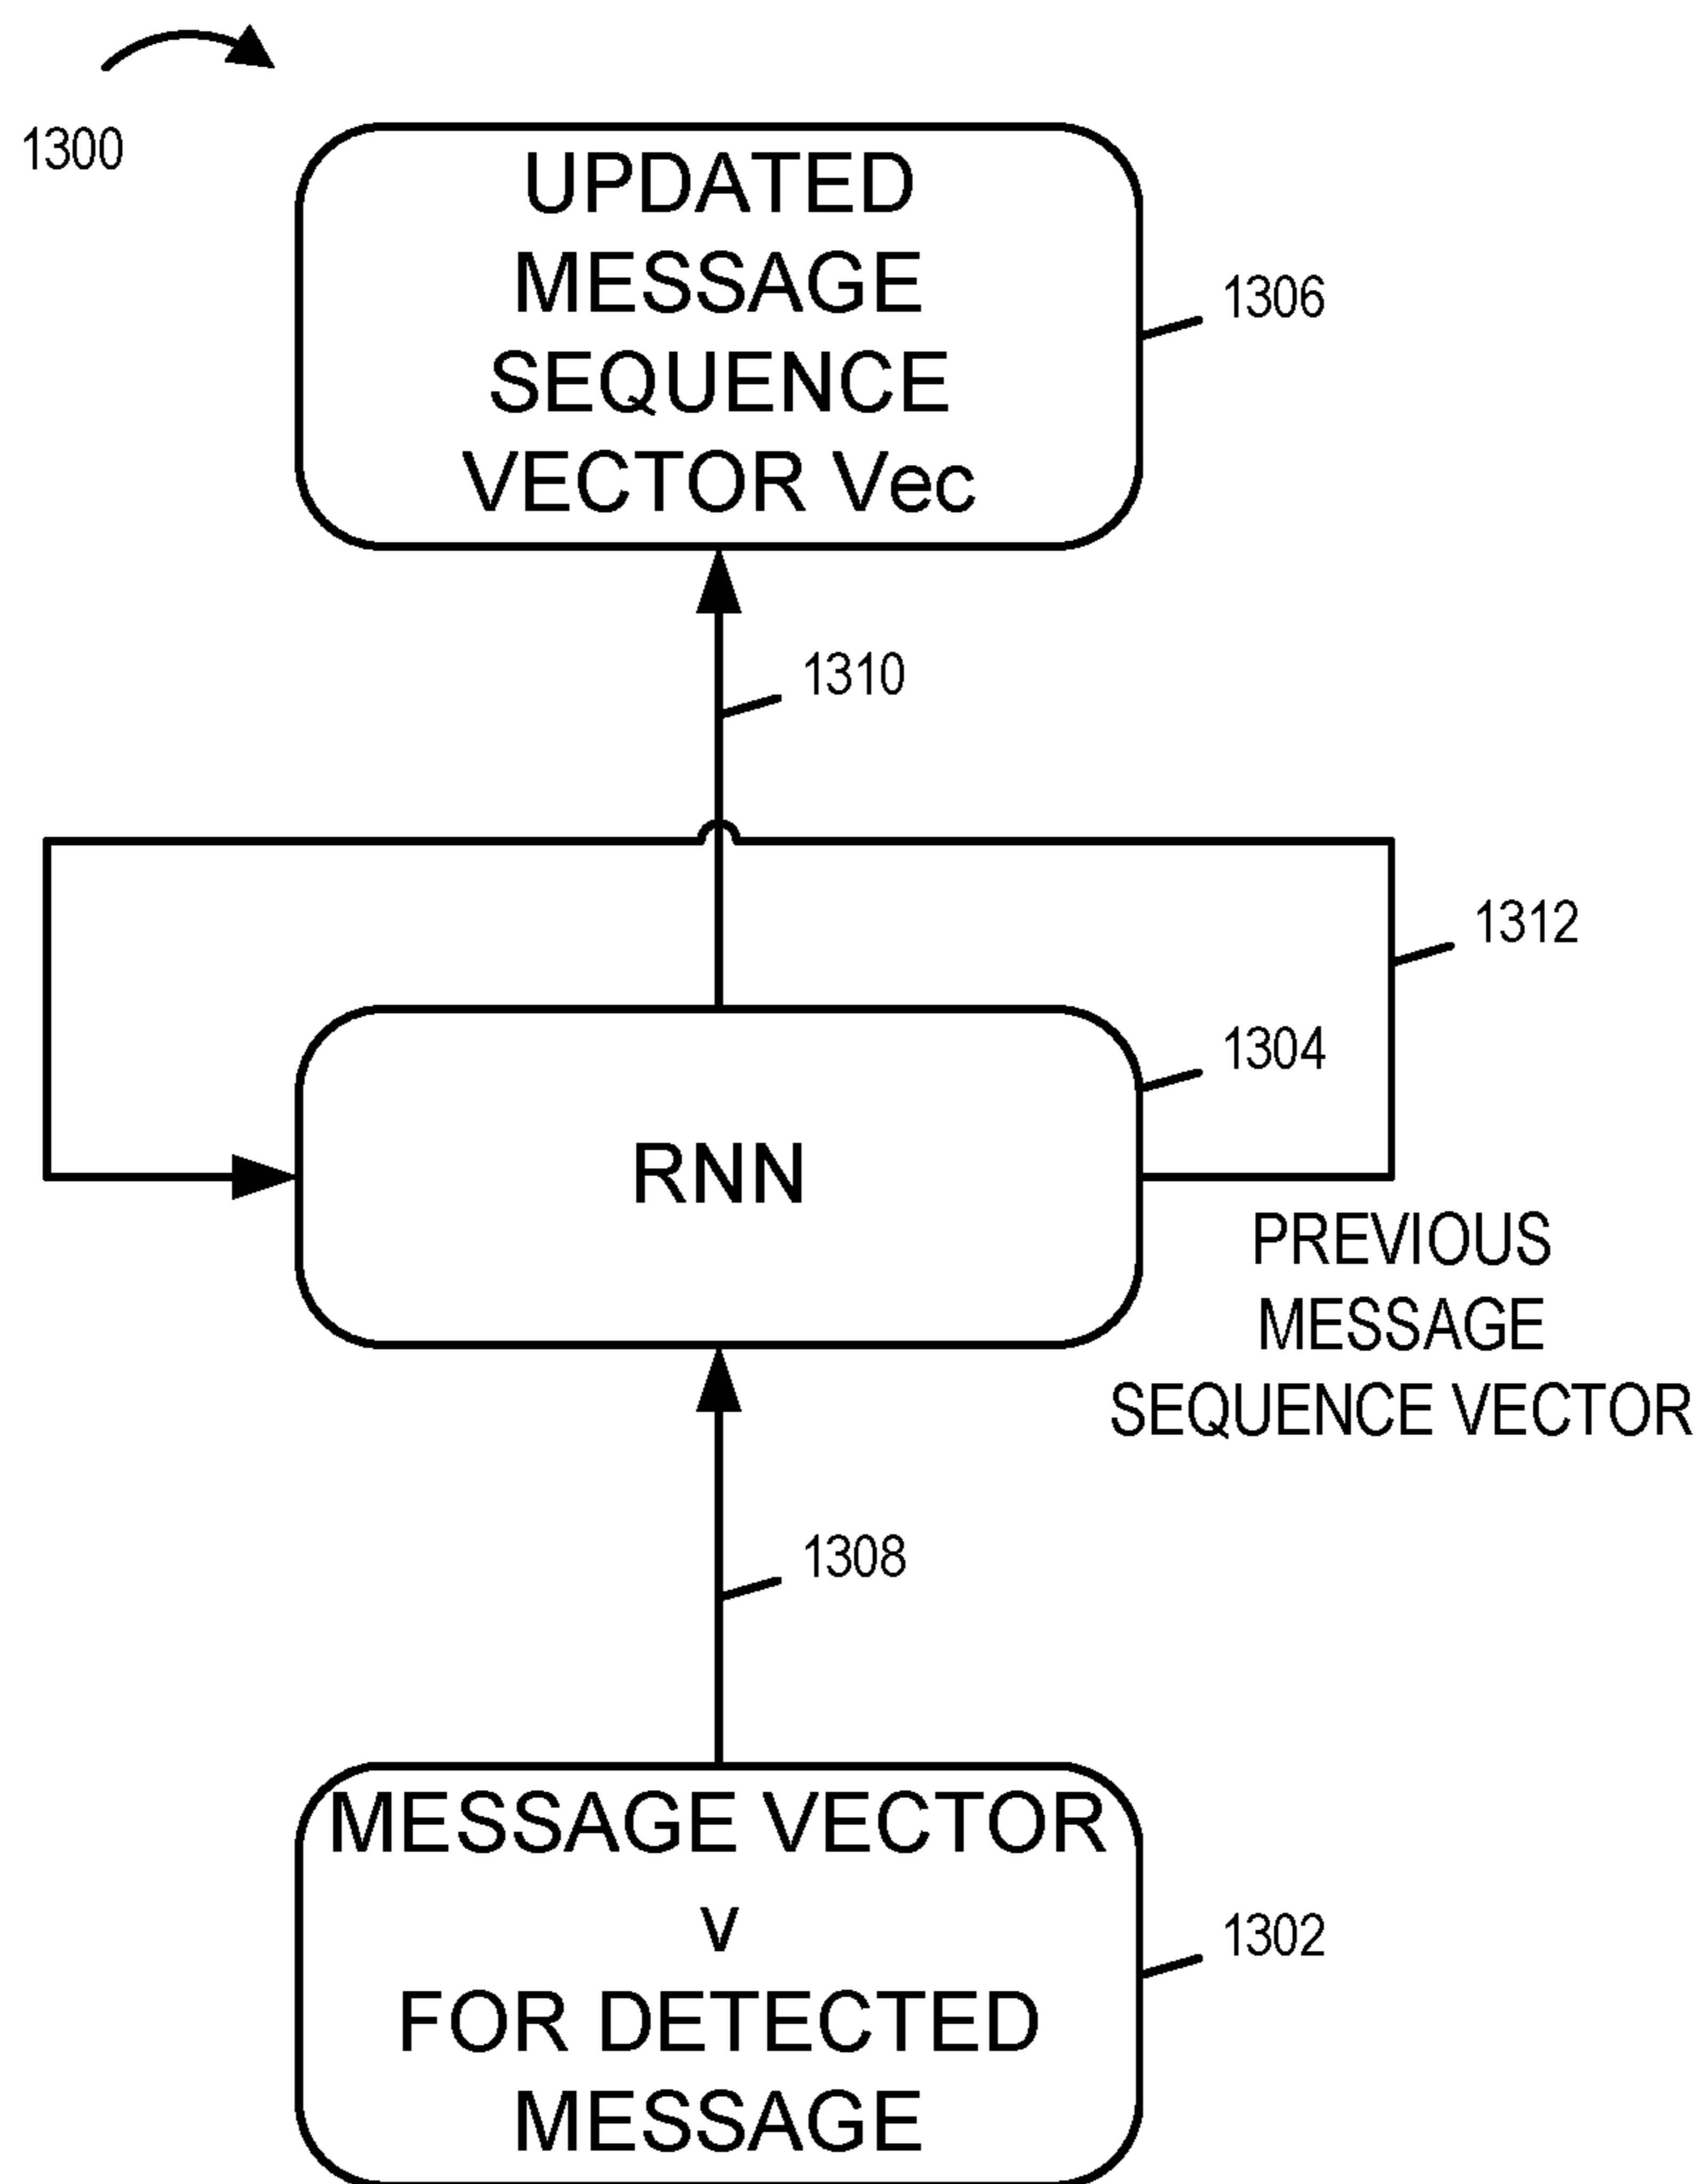 1300
UPDATED
MESSAGE
SEQUENCE
VECTOR Vec
1306
1310
1312
1304
RNN
PREVIOUS
MESSAGE
SEQUENCE VECTOR
1308
MESSAGE VECTOR
v
FOR DETECTED
MESSAGE
1302